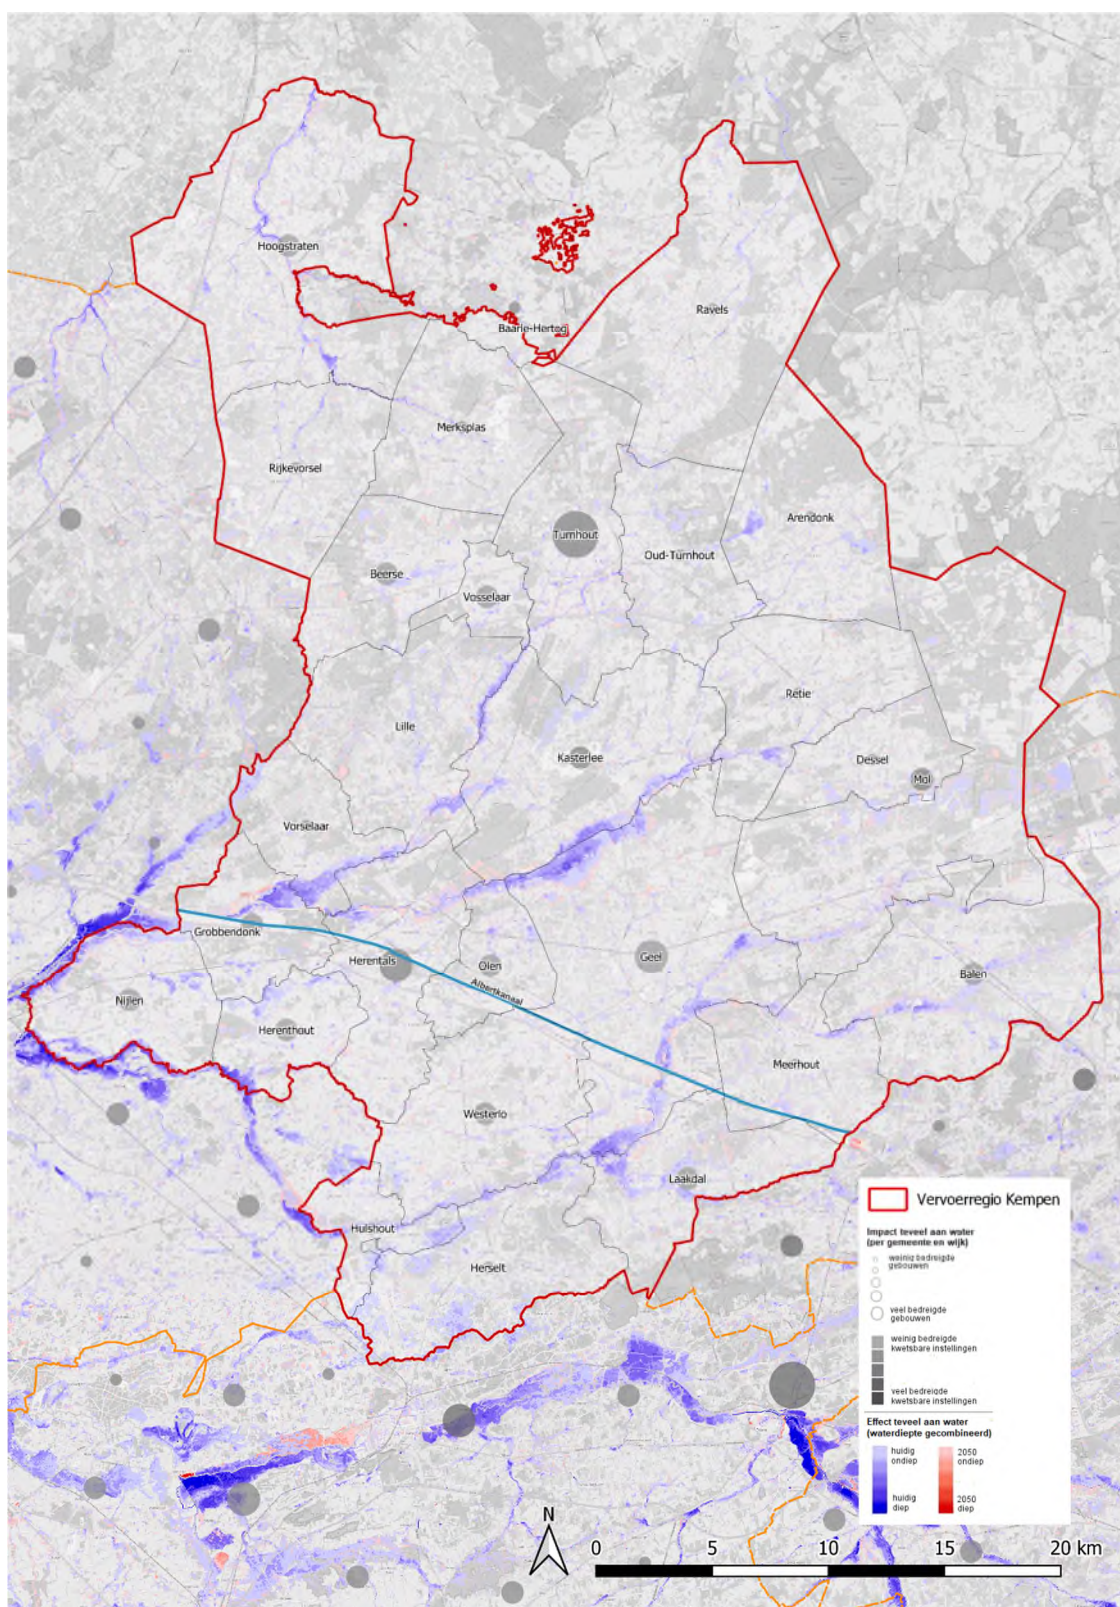 Hoogstraten
Ravels
Baarle-Hertog
Merksplas
Rijkevorsel
Arendonk
Turnhout
Oud-Turnhout
Beerse
Vosselaar
Retie
Lille
Kasterlee
Dessel
Mol
Vorselaar
Grobbendonk
Herentals
Olen
Geel
Balen
Albertkanaal
Nijlen
Herenthout
Meerhout
Westerlo
Laakdal
Hulshout
Herselt
Vervoerregio Kempen
Impact teveel aan water
(per gemeente en wijk)
weinig bedreigde
gebouwen
veel bedreigde
gebouwen
weinig bedreigde
kwetsbare instellingen
veel bedreigde
kwetsbare instellingen
Effect teveel aan water
(waterdiepte gecombineerd)
huidig
ondiep
2050
ondiep
huidig
diep
2050
diep
N
0 5 10 15 20 km